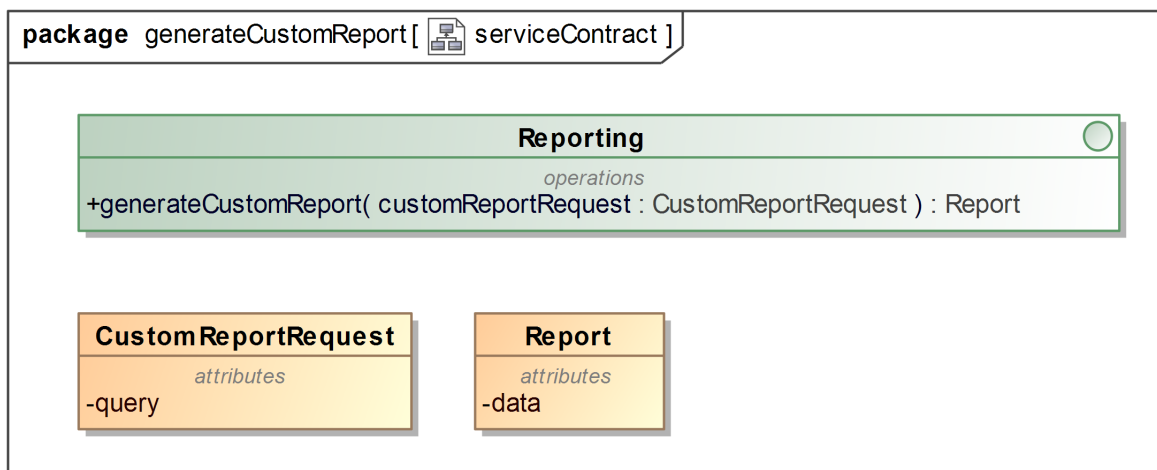 package generateCustomReport[ serviceContract ]
Reporting
operations
+generateCustomReport( customReportRequest : CustomReportRequest ) : Report
CustomReportRequest
attributes
-query
Report
attributes
-data